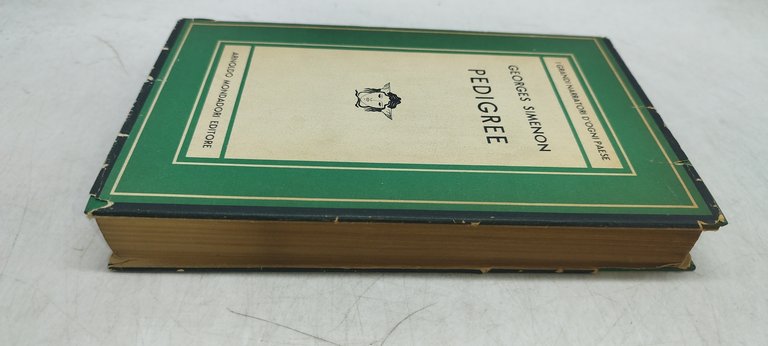 I GRANDI NARRATORI D'OGNI PAESE
GEORGES SIMENON
PEDIGREE
ARNOLDO MONDADORI EDITORE